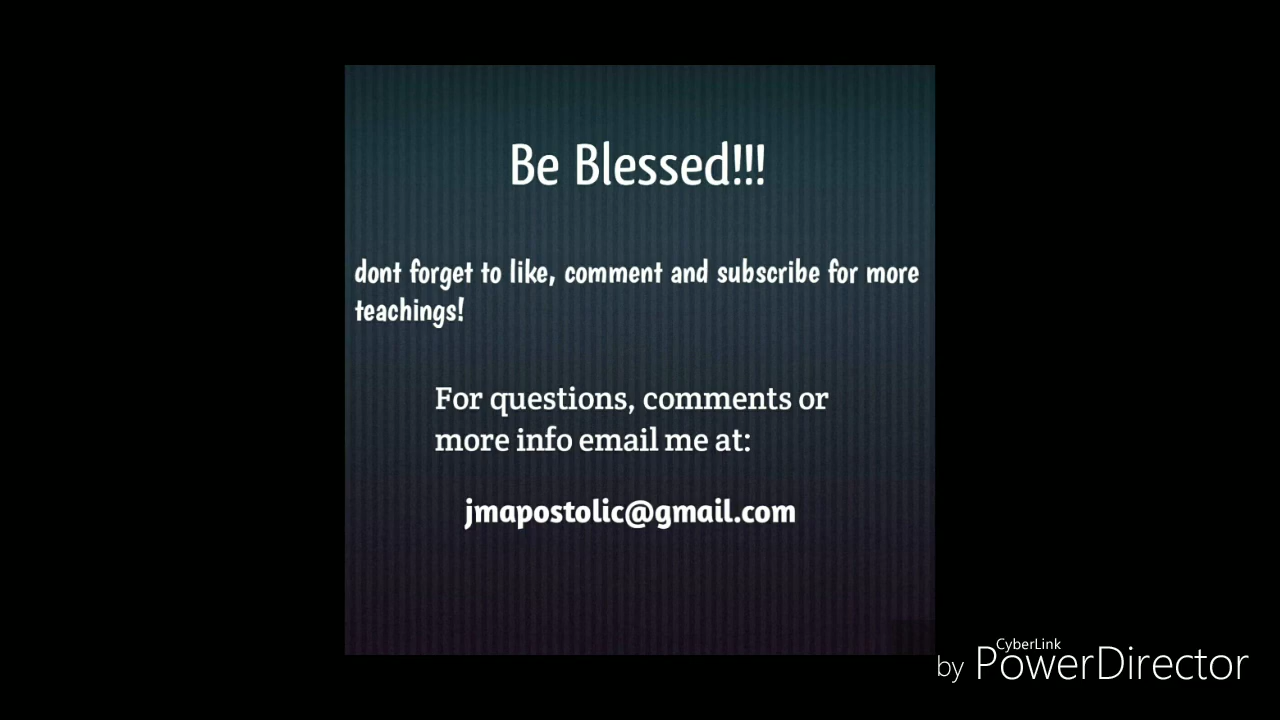 Be Blessed!!!
dont forget to like, comment and subscribe for more
teachings!
For questions, comments or
more info email me at:
jmapostolic@gmail.com
CyberLink
by PowerDirector